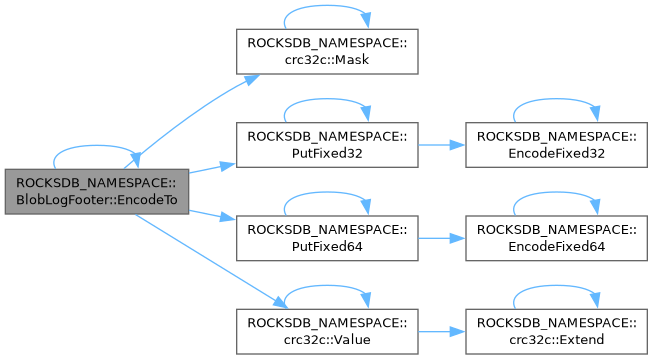 ROCKSDB_NAMESPACE::
crc32c::Mask
ROCKSDB_NAMESPACE::
PutFixed32
ROCKSDB_NAMESPACE::
EncodeFixed32
ROCKSDB_NAMESPACE::
BlobLogFooter::EncodeTo
ROCKSDB_NAMESPACE::
PutFixed64
ROCKSDB_NAMESPACE::
EncodeFixed64
ROCKSDB_NAMESPACE::
crc32c::Value
ROCKSDB_NAMESPACE::
crc32c::Extend